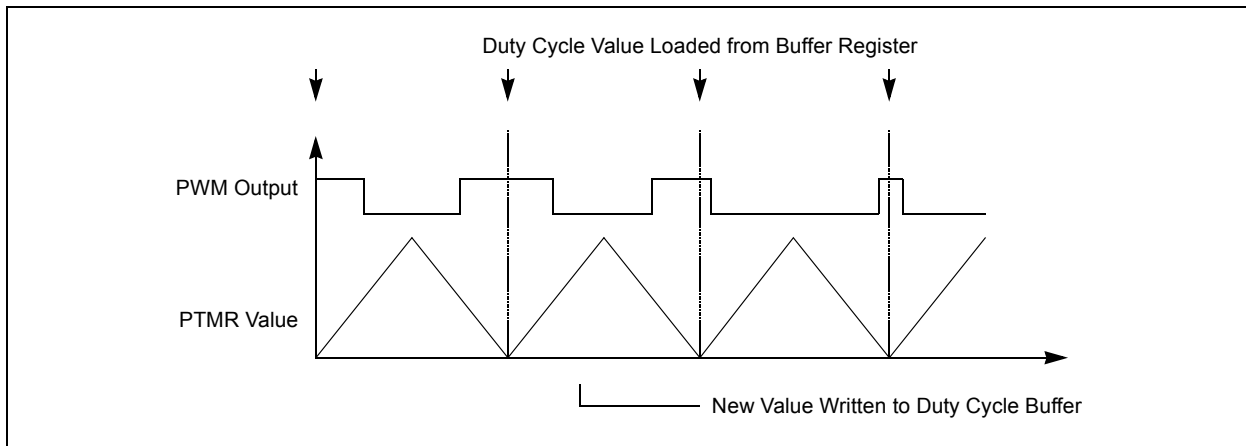 Duty Cycle Value Loaded from Buffer Register
PWM Output
PTMR Value
New Value Written to Duty Cycle Buffer